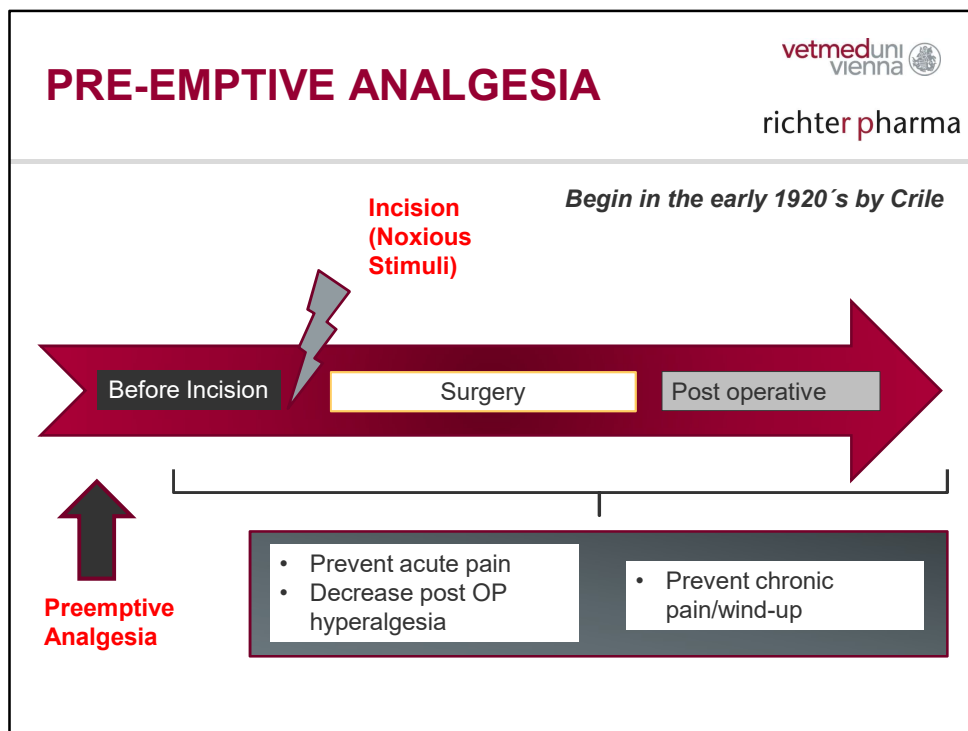 PRE-EMPTIVE ANALGESIA
vetmeduni
vienna
richter pharma
Begin in the early 1920´s by Crile
Incision
(Noxious
Stimuli)
Before Incision
Surgery
Post operative
Preemptive
Analgesia
• Prevent acute pain
• Decrease post OP
hyperalgesia
• Prevent chronic
pain/wind-up